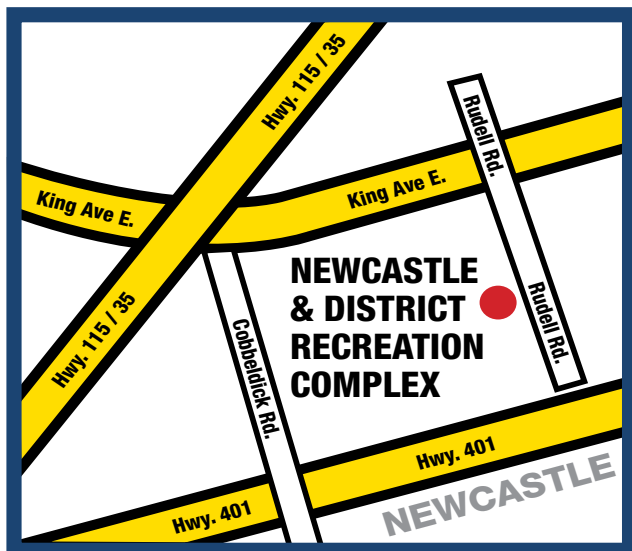 Hwy. 115 / 35
Rudell Rd.
King Ave E.
King Ave E.
NEWCASTLE
& DISTRICT
RECREATION
COMPLEX
Rudell Rd.
Hwy. 115 / 35
Cobbeldick Rd.
Hwy. 401
NEWCASTLE
Hwy. 401